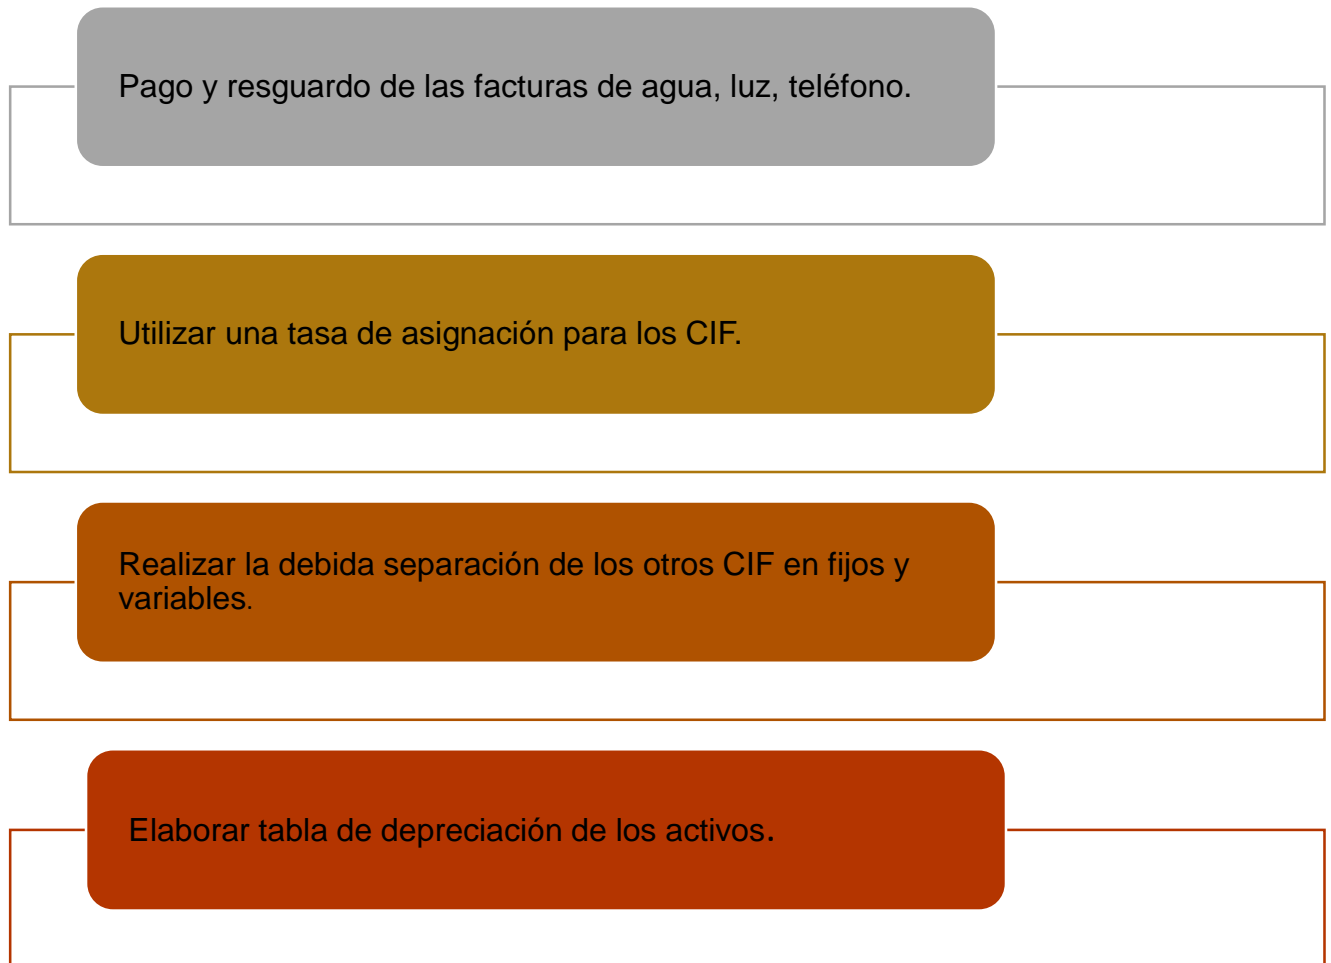 Pago y resguardo de las facturas de agua, luz, teléfono.
Utilizar una tasa de asignación para los CIF.
Realizar la debida separación de los otros CIF en fijos y
variables.
Elaborar tabla de depreciación de los activos.